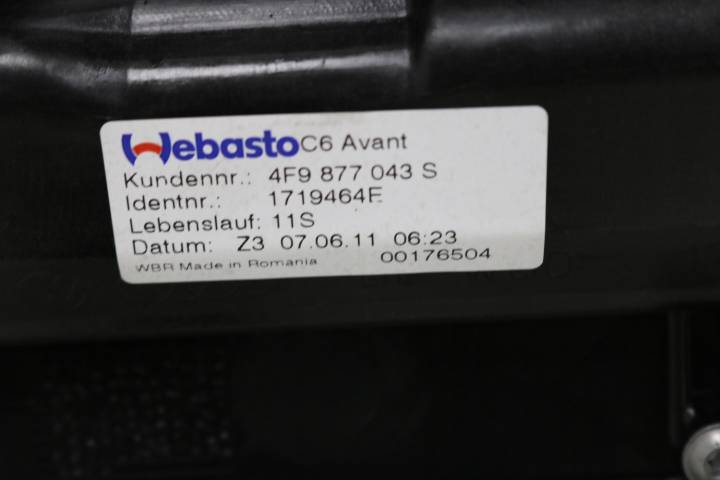 Webasto C6 Avant
Kundennr.: 4F9 877 043 S
Identnr.: 1719464E
Lebenslauf: 11S
Datum: Z3 07.06.11 06:23
WBR Made in Romania 00176504